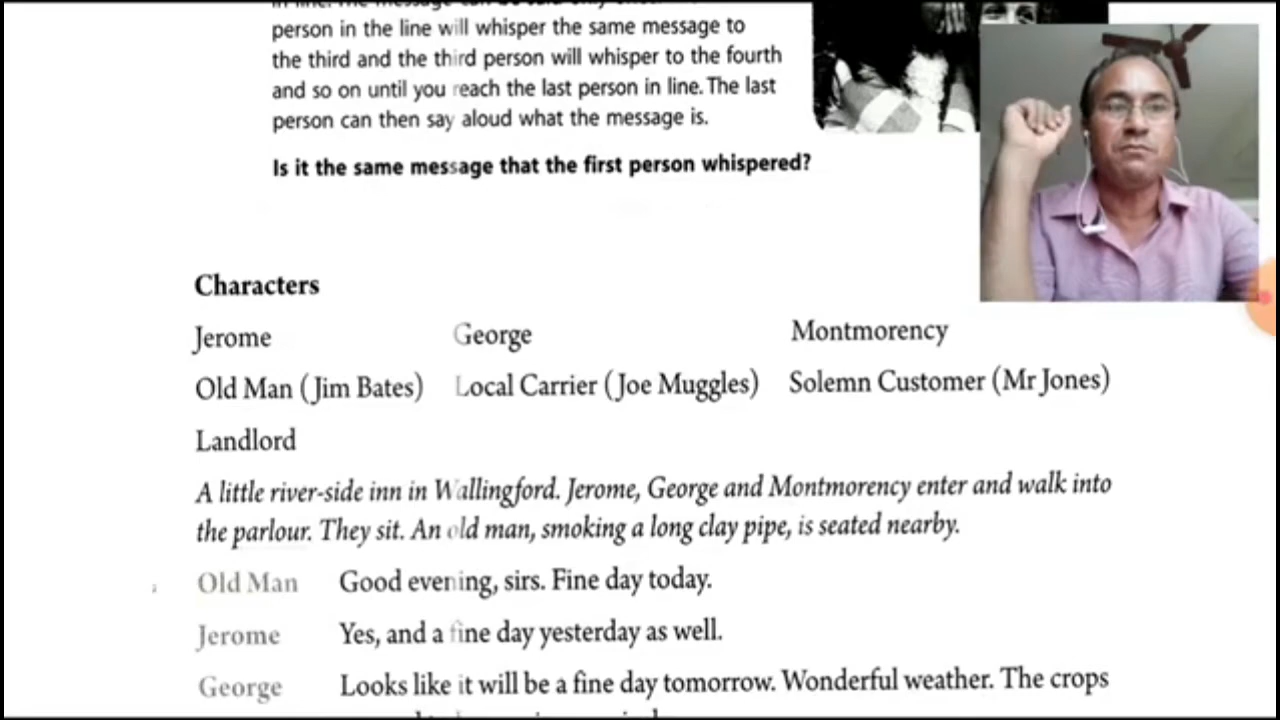 person in the line will whisper the same message to
the third and the third person will whisper to the fourth
and so on until you reach the last person in line. The last
person can then say aloud what the message is.
Is it the same message that the first person whispered?
Characters
Jerome George Montmorency
Old Man (Jim Bates) Local Carrier (Joe Muggles) Solemn Customer (Mr Jones)
Landlord
A little river-side inn in Wallingford. Jerome, George and Montmorency enter and walk into
the parlour. They sit. An old man, smoking a long clay pipe, is seated nearby.
Old Man Good evening, sirs. Fine day today.
Jerome Yes, and a fine day yesterday as well.
George Looks like it will be a fine day tomorrow. Wonderful weather. The crops